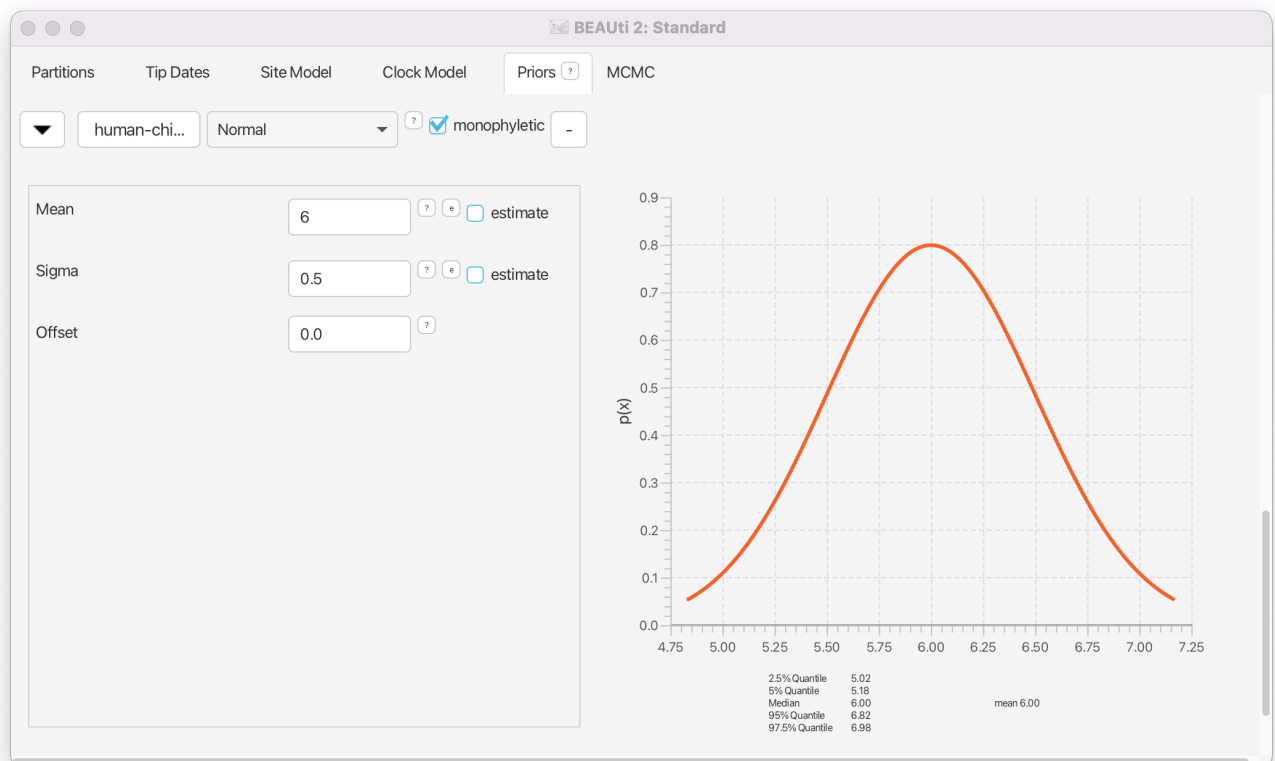 BEAUti 2: Standard
Partitions Tip Dates Site Model Clock Model Priors ? MCMC
human-chi... Normal ? monophyletic -
Mean 6 ? e estimate
Sigma 0.5 ? e estimate
Offset 0.0 ?
p(x)
0.9
0.8
0.7
0.6
0.5
0.4
0.3
0.2
0.1
0.0
4.75 5.00 5.25 5.50 5.75 6.00 6.25 6.50 6.75 7.00 7.25
2.5% Quantile 5.02
5% Quantile 5.18
Median 6.00 mean 6.00
95% Quantile 6.82
97.5% Quantile 6.98